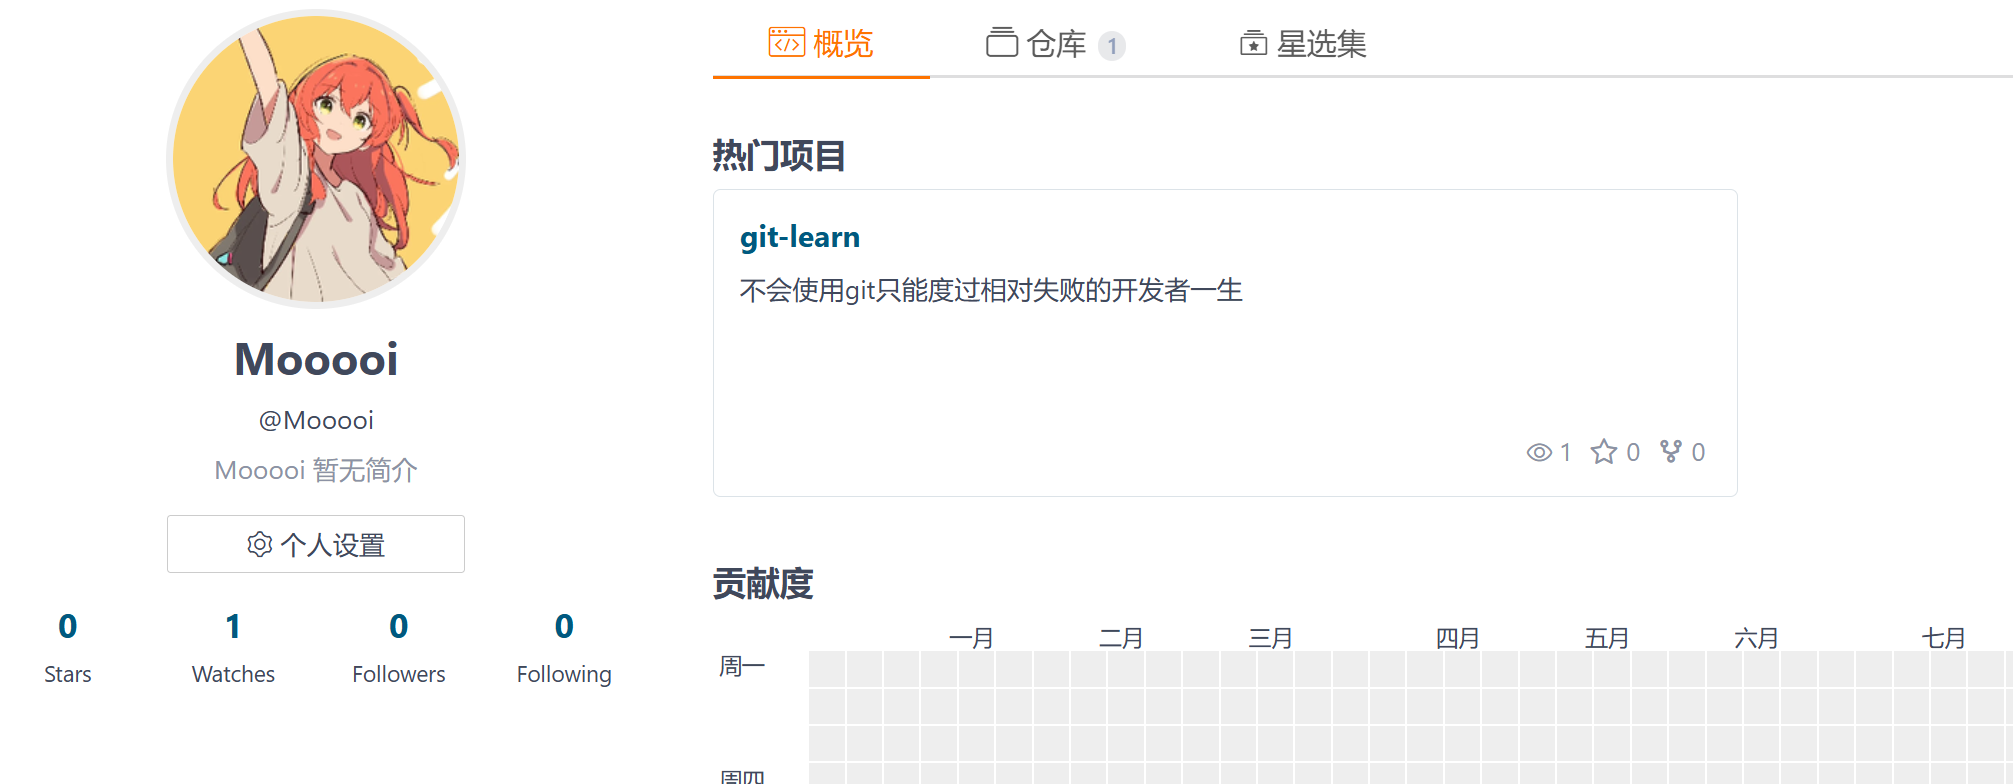 概览
仓库 1
星选集
Mooooi
@Mooooi
Mooooi 暂无简介
个人设置
0
Stars
1
Watches
0
Followers
0
Following
热门项目
git-learn
不会使用git只能度过相对失败的开发者一生
1 0 0
贡献度
一月 二月 三月 四月 五月 六月 七月
周一
周四